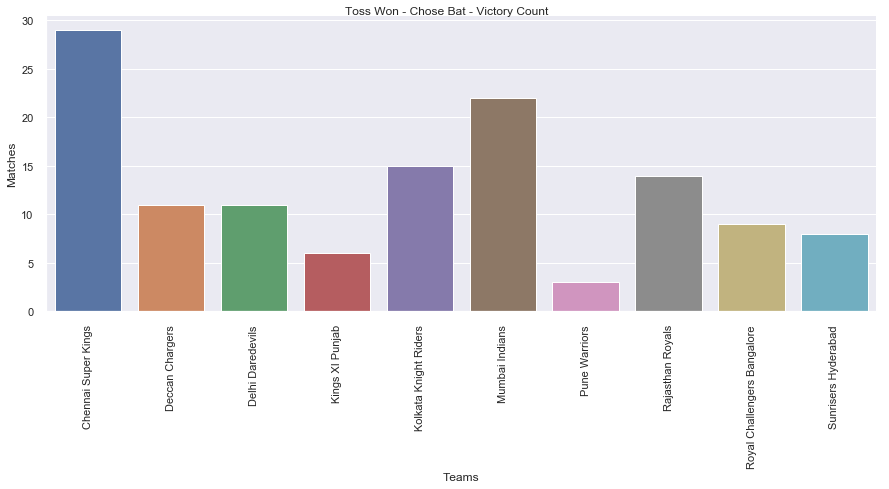 Toss Won - Chose Bat - Victory Count
30
25
20
15
10
5
0
Matches
Chennai Super Kings
Deccan Chargers
Delhi Daredevils
Kings XI Punjab
Kolkata Knight Riders
Mumbai Indians
Pune Warriors
Rajasthan Royals
Royal Challengers Bangalore
Sunrisers Hyderabad
Teams